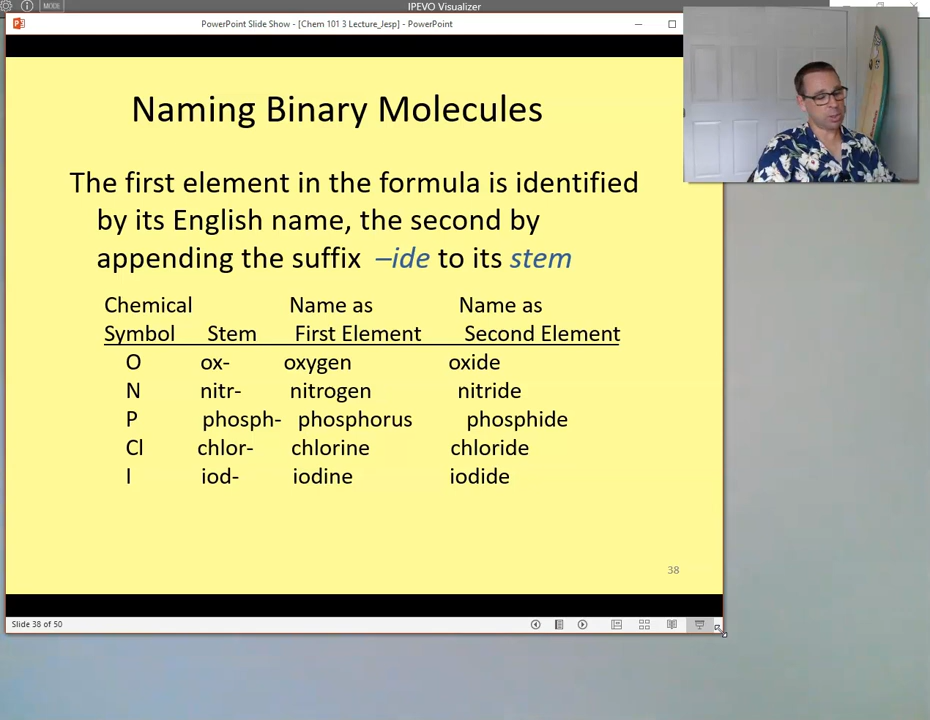 IPEVO Visualizer
MODE
PowerPoint Slide Show - [Chem 101 3 Lecture_Jesp] - PowerPoint
Naming Binary Molecules
The first element in the formula is identified
by its English name, the second by
appending the suffix –ide to its stem
Chemical Name as Name as
Symbol Stem First Element Second Element
O ox- oxygen oxide
N nitr- nitrogen nitride
P phosph- phosphorus phosphide
Cl chlor- chlorine chloride
I iod- iodine iodide
38
Slide 38 of 50